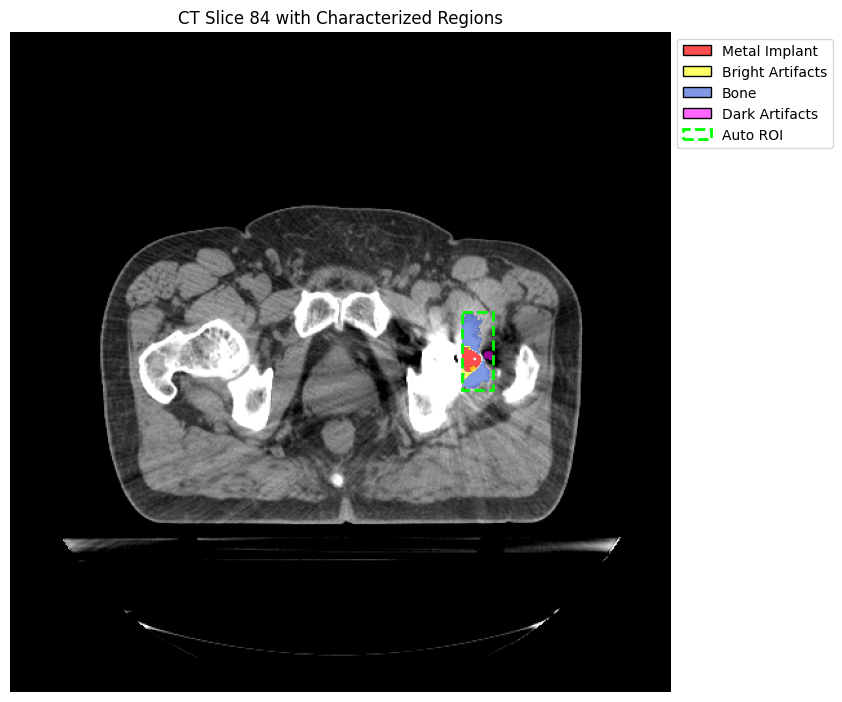 CT Slice 84 with Characterized Regions
Metal Implant
Bright Artifacts
Bone
Dark Artifacts
Auto ROI